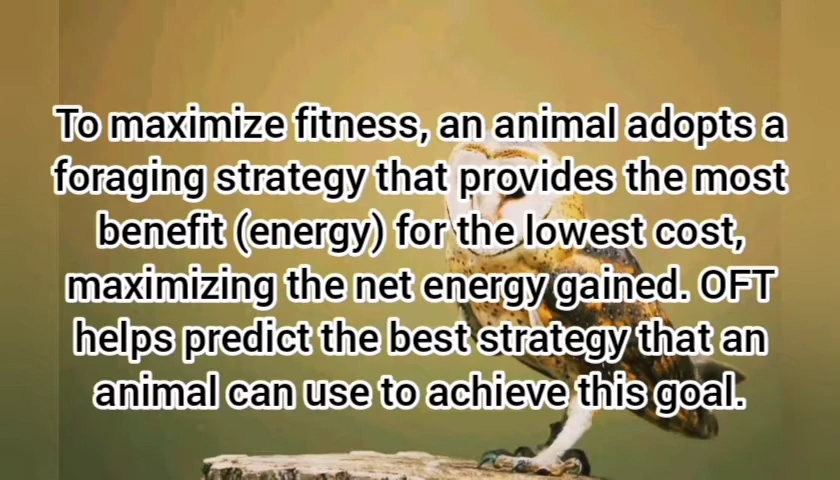 To maximize fitness, an animal adopts a
foraging strategy that provides the most
benefit (energy) for the lowest cost,
maximizing the net energy gained. OFT
helps predict the best strategy that an
animal can use to achieve this goal.